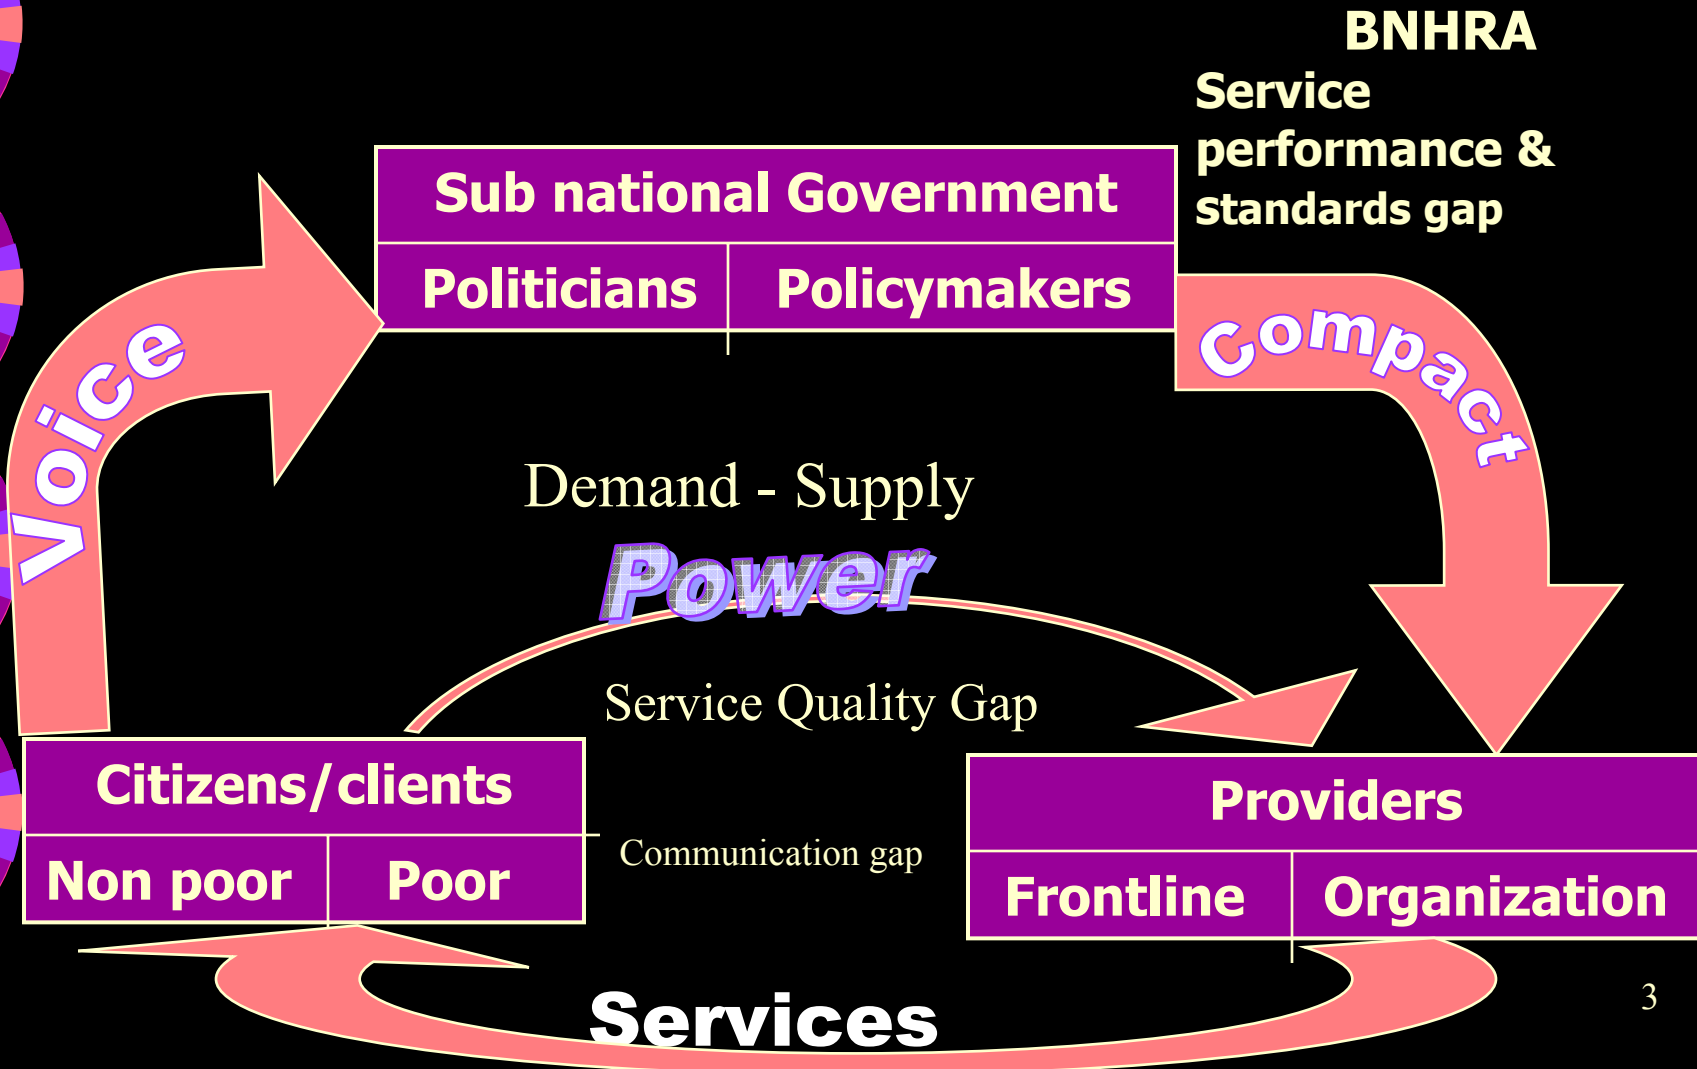 BNHRA
Service
performance &
standards gap
Sub national Government
Politicians
Policymakers
Voice
Compact
Demand - Supply
Power
Service Quality Gap
Citizens/clients
Non poor
Poor
Communication gap
Providers
Frontline
Organization
Services
3